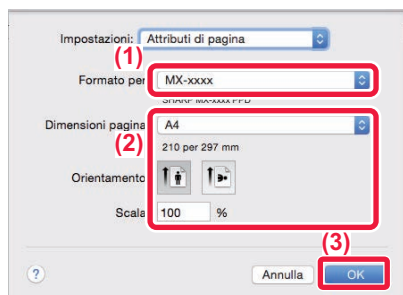 Impostazioni: Attributi di pagina
(1)
Formato per MX-xxxx
SHARP MX-xxxx PPD
Dimensioni pagina A4
(2) 210 per 297 mm
Orientamento
Scala 100 %
(3)
? Annulla OK